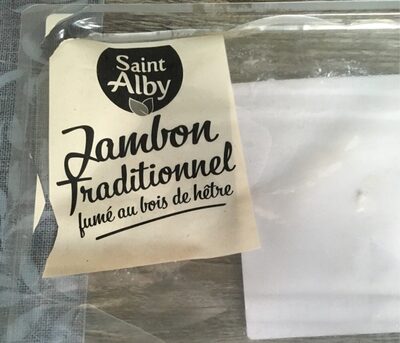 Saint
Alby
Jambon
Traditionnel
fumé au bois de hêtre